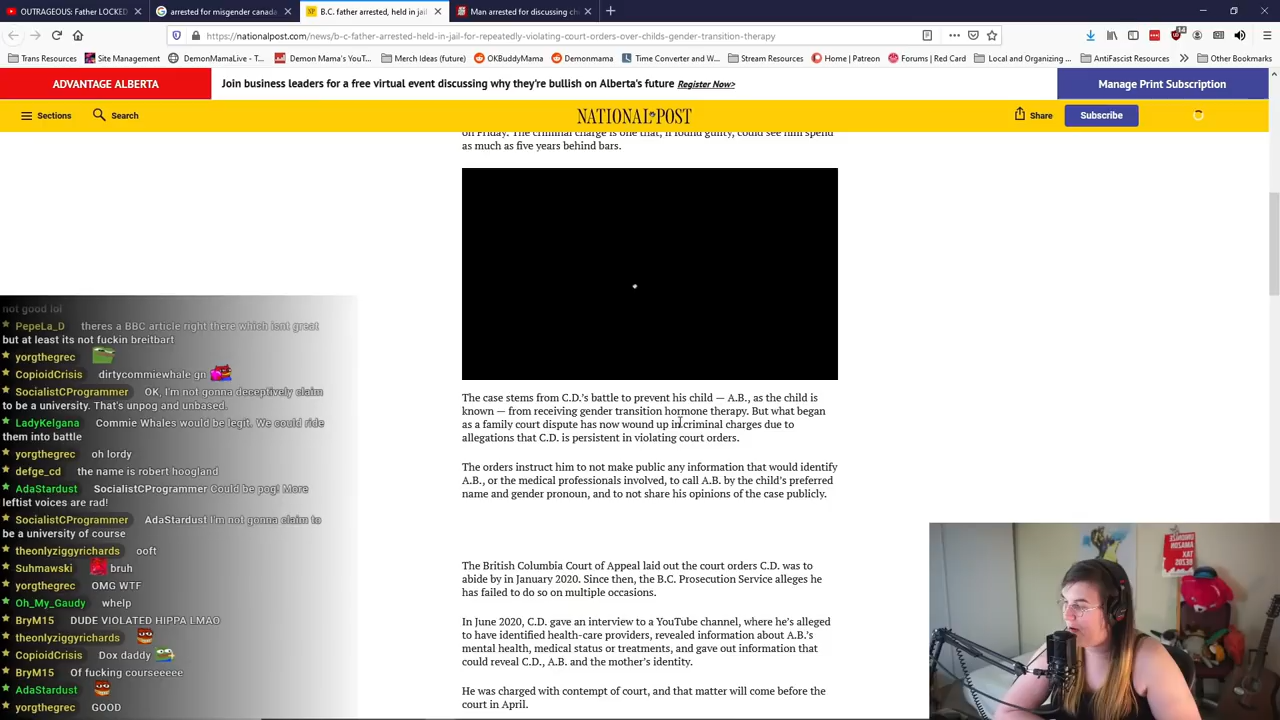 OUTRAGEOUS: Father LOCKED
arrested for misgender canada
B.C. father arrested, held in jail
Man arrested for discussing ch
https://nationalpost.com/news/b-c-father-arrested-held-in-jail-for-repeatedly-violating-court-orders-over-childs-gender-transition-therapy
Trans Resources
Site Management
DemonMamaLive - T...
Demon Mama's YouT...
Merch Ideas (future)
OKBuddyMama
Demonmama
Time Converter and W...
Stream Resources
Home | Patreon
Forums | Red Card
Local and Organizing ...
AntiFascist Resources
Other Bookmarks
ADVANTAGE ALBERTA
Join business leaders for a free virtual event discussing why they're bullish on Alberta's future Register Now>
Manage Print Subscription
Sections
Search
NATIONAL POST
Share
Subscribe
on Friday. The criminal charge is one that, if found guilty, could see him spend
as much as five years behind bars.
The case stems from C.D.'s battle to prevent his child — A.B., as the child is
known — from receiving gender transition hormone therapy. But what began
as a family court dispute has now wound up in criminal charges due to
allegations that C.D. is persistent in violating court orders.
The orders instruct him to not make public any information that would identify
A.B., or the medical professionals involved, to call A.B. by the child's preferred
name and gender pronoun, and to not share his opinions of the case publicly.
The British Columbia Court of Appeal laid out the court orders C.D. was to
abide by in January 2020. Since then, the B.C. Prosecution Service alleges he
has failed to do so on multiple occasions.
In June 2020, C.D. gave an interview to a YouTube channel, where he's alleged
to have identified health-care providers, revealed information about A.B.'s
mental health, medical status or treatments, and gave out information that
could reveal C.D., A.B. and the mother's identity.
He was charged with contempt of court, and that matter will come before the
court in April.
not good lol
PepeLa_D theres a BBC article right there which isnt great
but at least its not fuckin breitbart
yorgthegrec
CopioidCrisis dirtycommiewhale gn
SocialistCProgrammer OK, I'm not gonna deceptively claim
to be a university. That's unpog and unbased.
LadyKelgana Commie Whales would be legit. We could ride
them into battle
yorgthegrec oh lordy
defge_cd the name is robert hoogland
AdaStardust SocialistCProgrammer Could be pog! More
leftist voices are rad!
SocialistCProgrammer AdaStardust I'm not gonna claim to
be a university of course
theonlyziggyrichards ooft
Suhmawski bruh
yorgthegrec OMG WTF
Oh_My_Gaudy whelp
BryM15 DUDE VIOLATED HIPPA LMAO
theonlyziggyrichards
CopioidCrisis Dox daddy
BryM15 Of fucking courseeeee
AdaStardust
yorgthegrec GOOD